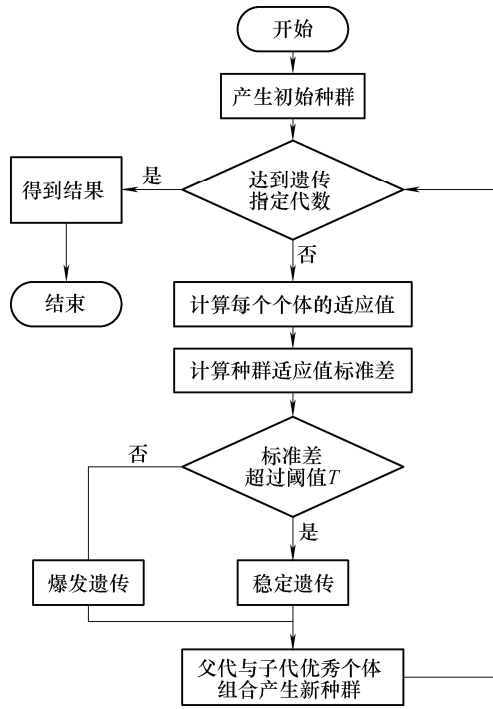 开始
产生初始种群
达到遗传
指定代数
是
得到结果
结束
否
计算每个个体的适应值
计算种群适应值标准差
标准差
超过阈值T
否
是
爆发遗传
稳定遗传
父代与子代优秀个体
组合产生新种群